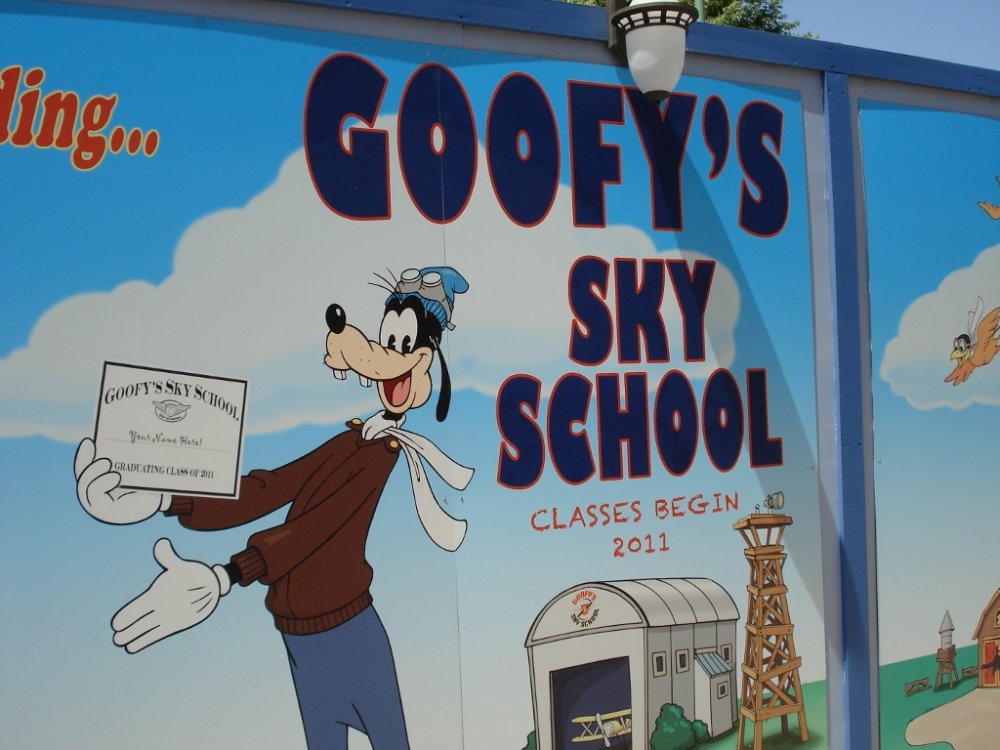 ding...
GOOFY'S
SKY
SCHOOL
CLASSES BEGIN
2011
GOOFY'S SKY SCHOOL
Your Name Here!
GRADUATING CLASS OF 2011
GOOFY'S
SKY SCHOOL